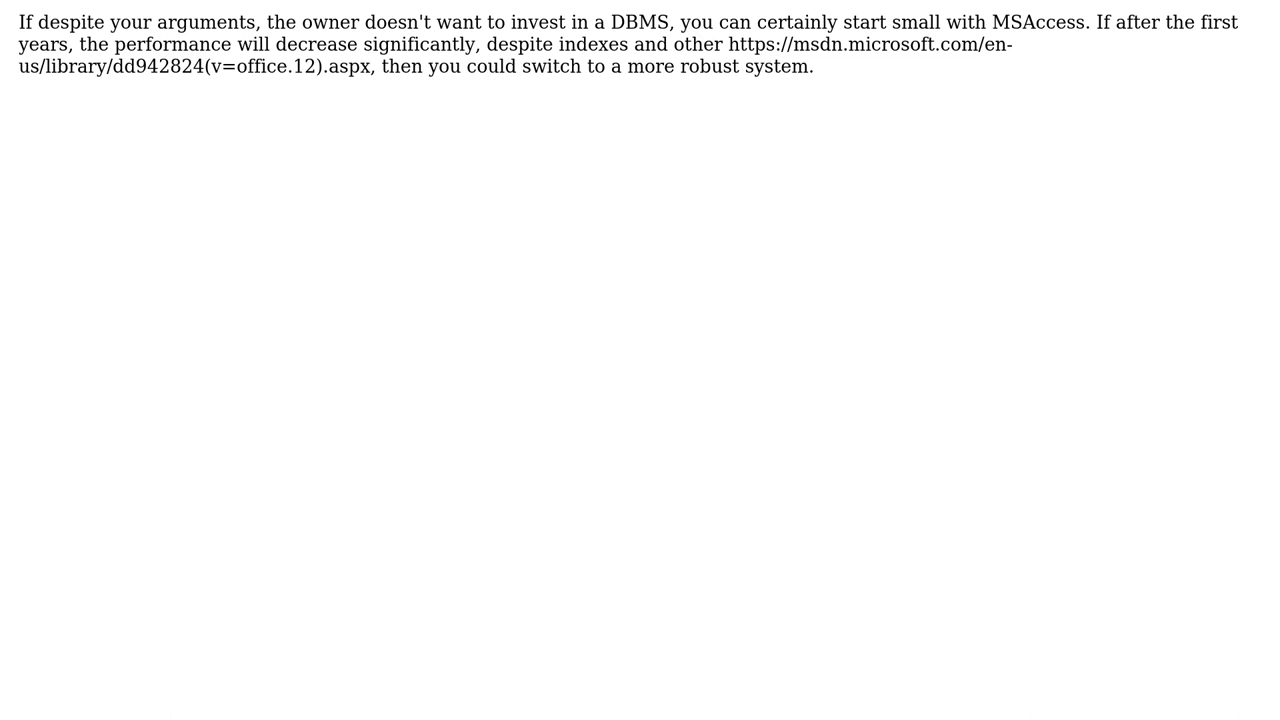 If despite your arguments, the owner doesn't want to invest in a DBMS, you can certainly start small with MSAccess. If after the first
years, the performance will decrease significantly, despite indexes and other https://msdn.microsoft.com/en-
us/library/dd942824(v=office.12).aspx, then you could switch to a more robust system.